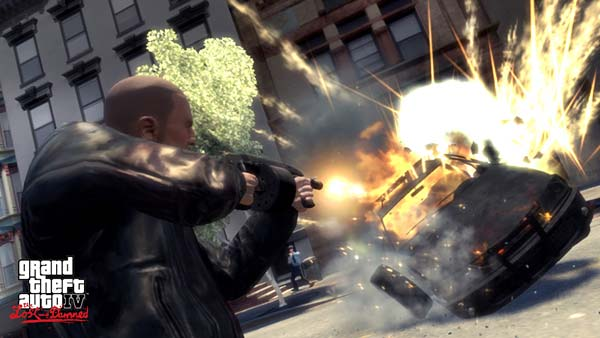 grand
theft
auto IV
The
Lost and Damned